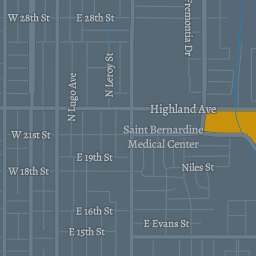 W 28th St
E 28th St
Fremontia Dr
N Lugo Ave
N Leroy St
Highland Ave
W 21st St
Saint Bernardine
Medical Center
E 19th St
W 18th St
Niles St
E 16th St
E Evans St
E 15th St